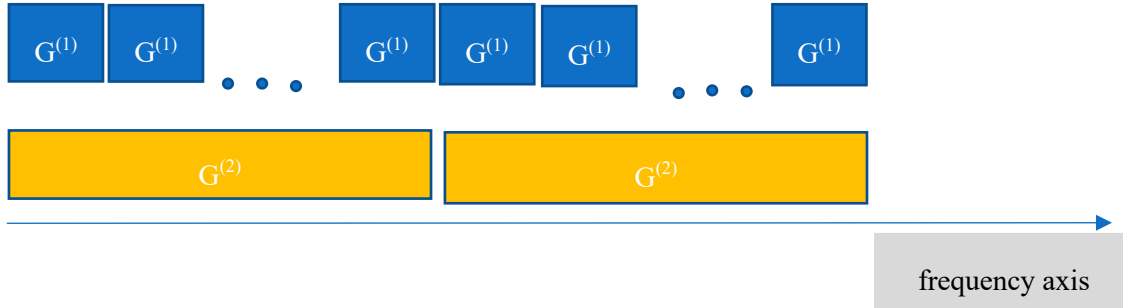 G⁽¹⁾ G⁽¹⁾ G⁽¹⁾ G⁽¹⁾ G⁽¹⁾ G⁽¹⁾
G⁽²⁾ G⁽²⁾
frequency axis